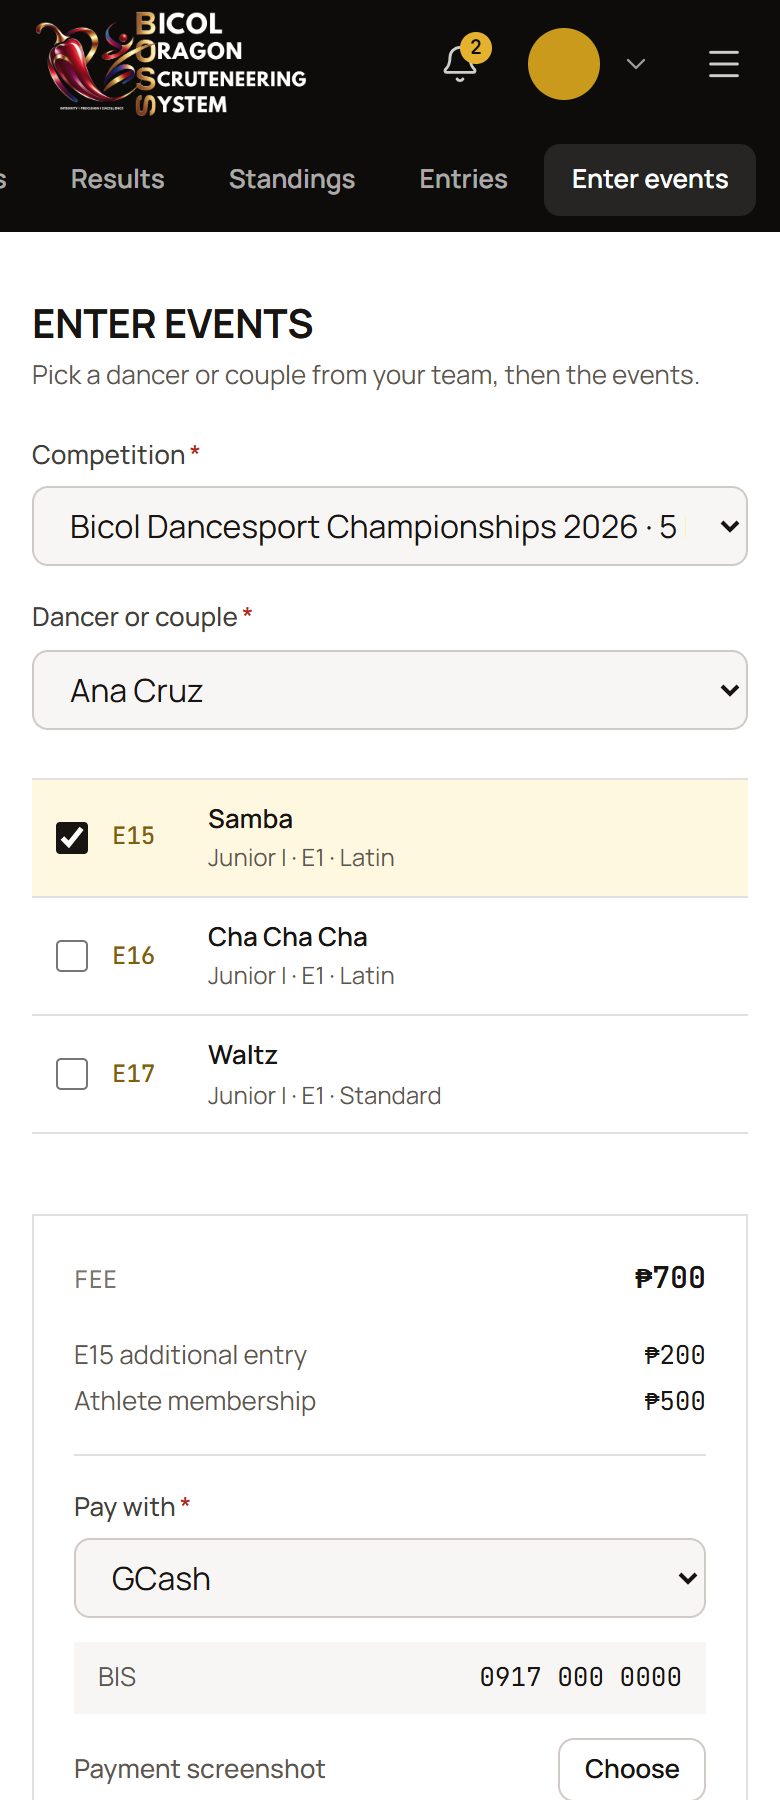 BICOL
DRAGON
SCRUTENEERING
SYSTEM
INTEGRITY • PRECISION • EXCELLENCE
2
s
Results
Standings
Entries
Enter events
ENTER EVENTS
Pick a dancer or couple from your team, then the events.
Competition *
Bicol Dancesport Championships 2026 · 5
Dancer or couple *
Ana Cruz
E15
Samba
Junior I · E1 · Latin
E16
Cha Cha Cha
Junior I · E1 · Latin
E17
Waltz
Junior I · E1 · Standard
FEE ₱700
E15 additional entry ₱200
Athlete membership ₱500
Pay with *
GCash
BIS 0917 000 0000
Payment screenshot
Choose